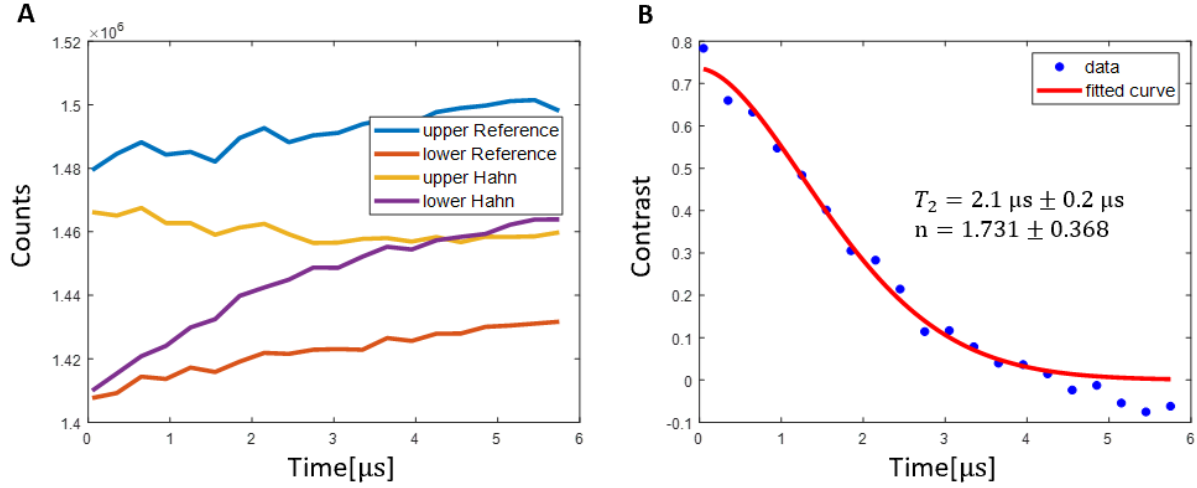 A
×10⁶
1.52
1.5
1.48
1.46
1.44
1.42
1.4
Counts
upper Reference
lower Reference
upper Hahn
lower Hahn
0 1 2 3 4 5 6
Time[μs]
B
0.8
0.7
0.6
0.5
0.4
0.3
0.2
0.1
0
-0.1
Contrast
data
fitted curve
T₂ = 2.1 μs ± 0.2 μs
n = 1.731 ± 0.368
0 1 2 3 4 5 6
Time[μs]